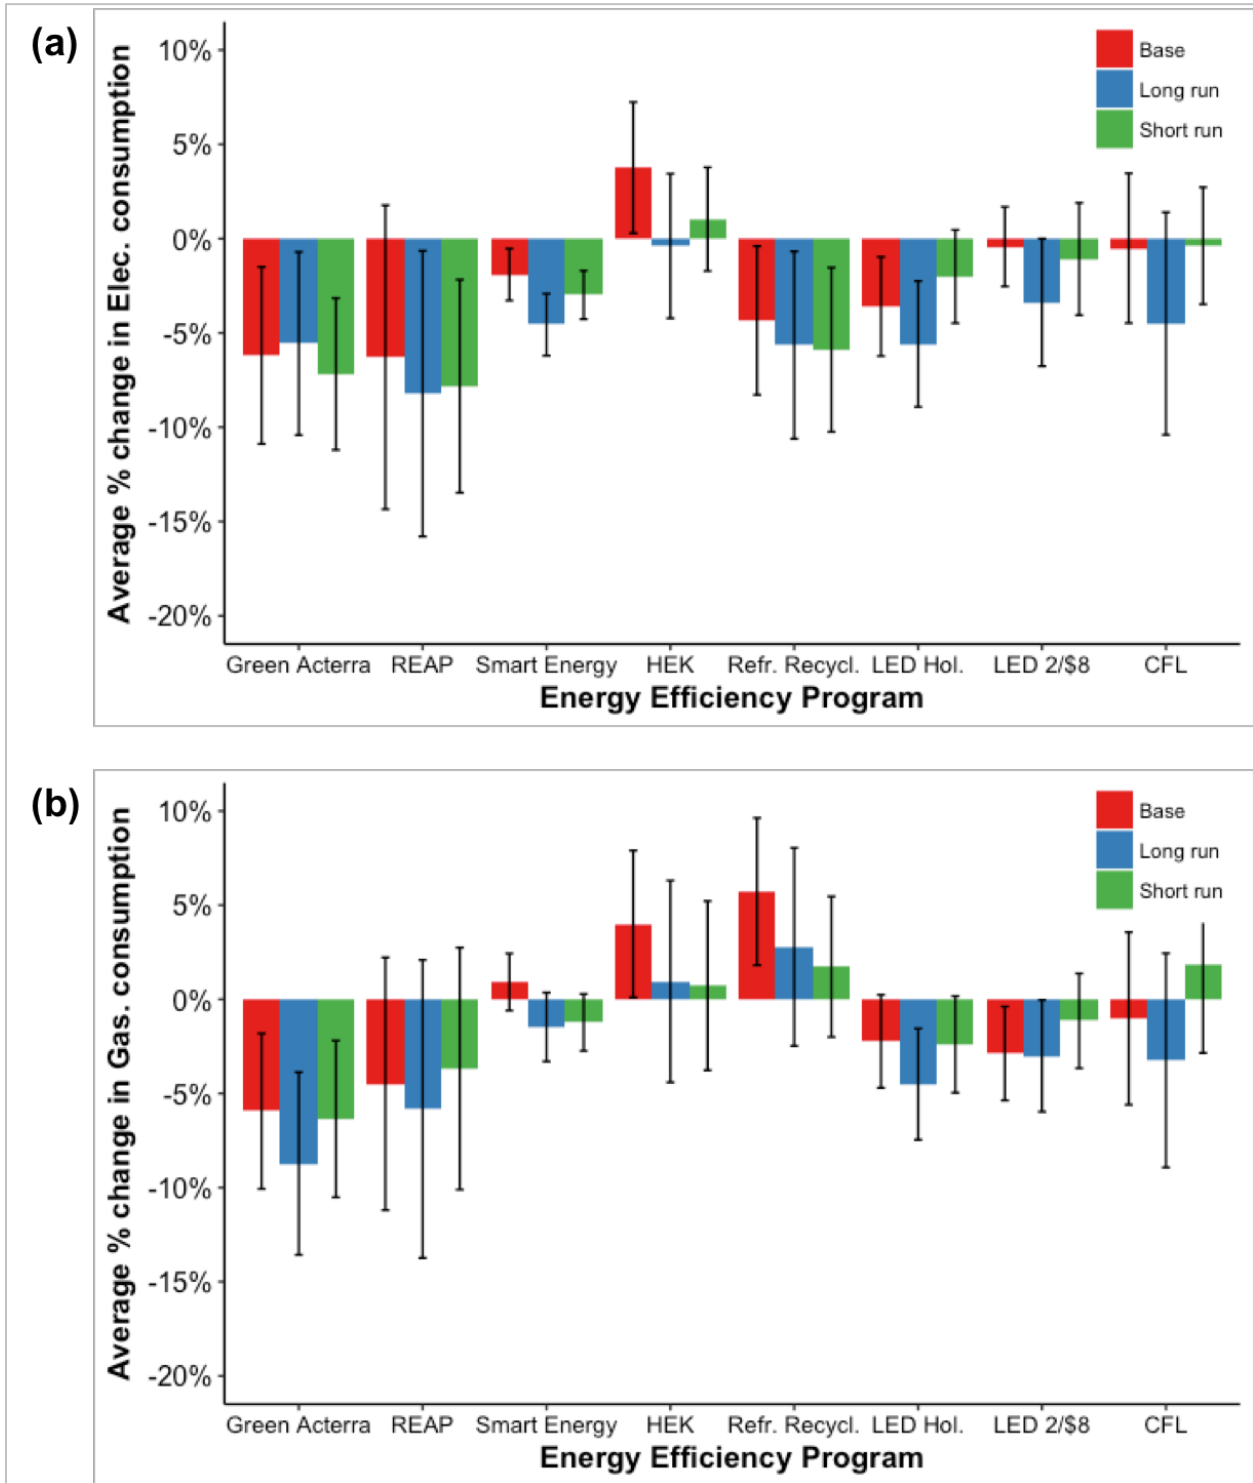 (a)
Average % change in Elec. consumption
10%
5%
0%
-5%
-10%
-15%
-20%
Base
Long run
Short run
Green Acterra REAP Smart Energy HEK Refr. Recycl. LED Hol. LED 2/$8 CFL
Energy Efficiency Program
(b)
Average % change in Gas. consumption
10%
5%
0%
-5%
-10%
-15%
-20%
Base
Long run
Short run
Green Acterra REAP Smart Energy HEK Refr. Recycl. LED Hol. LED 2/$8 CFL
Energy Efficiency Program